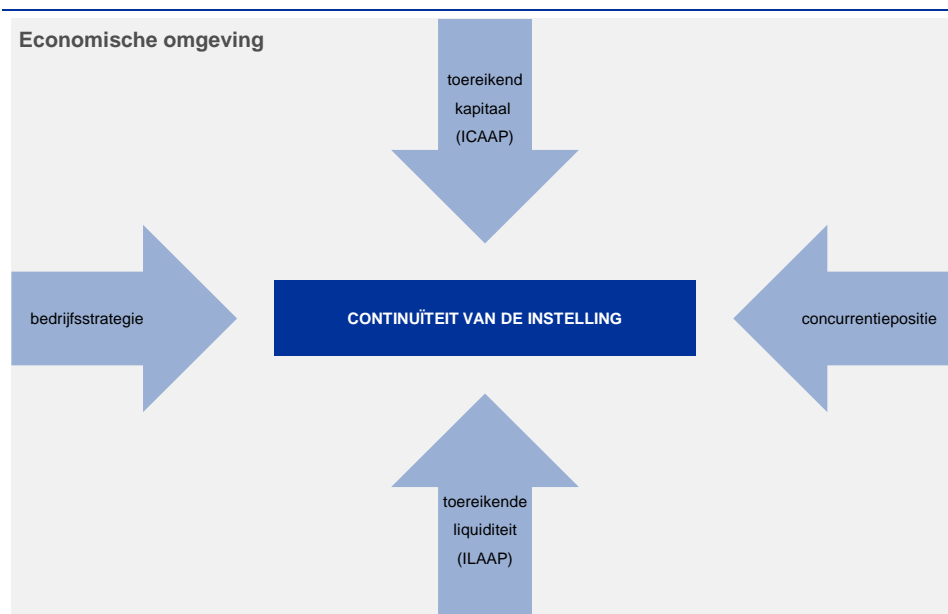 Economische omgeving
toereikend
kapitaal
(ICAAP)
bedrijfsstrategie
CONTINUÏTEIT VAN DE INSTELLING
concurrentiepositie
toereikende
liquiditeit
(ILAAP)